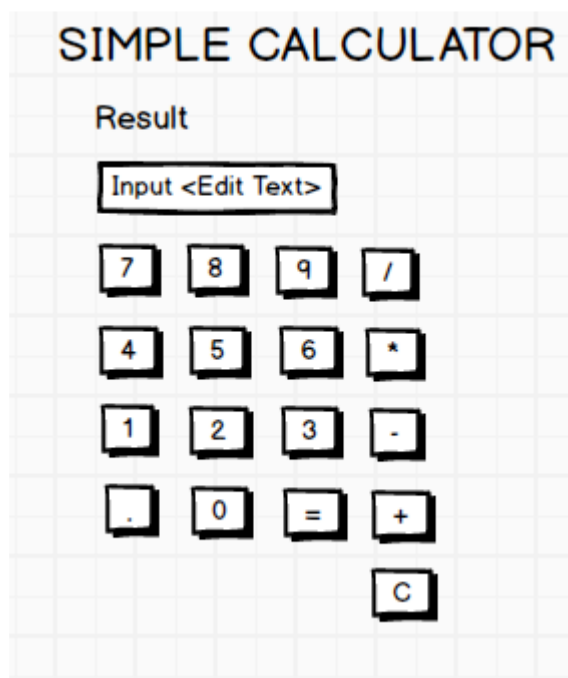 SIMPLE CALCULATOR
Result
Input <Edit Text>
7 8 9 /
4 5 6 *
1 2 3 -
. 0 = +
C